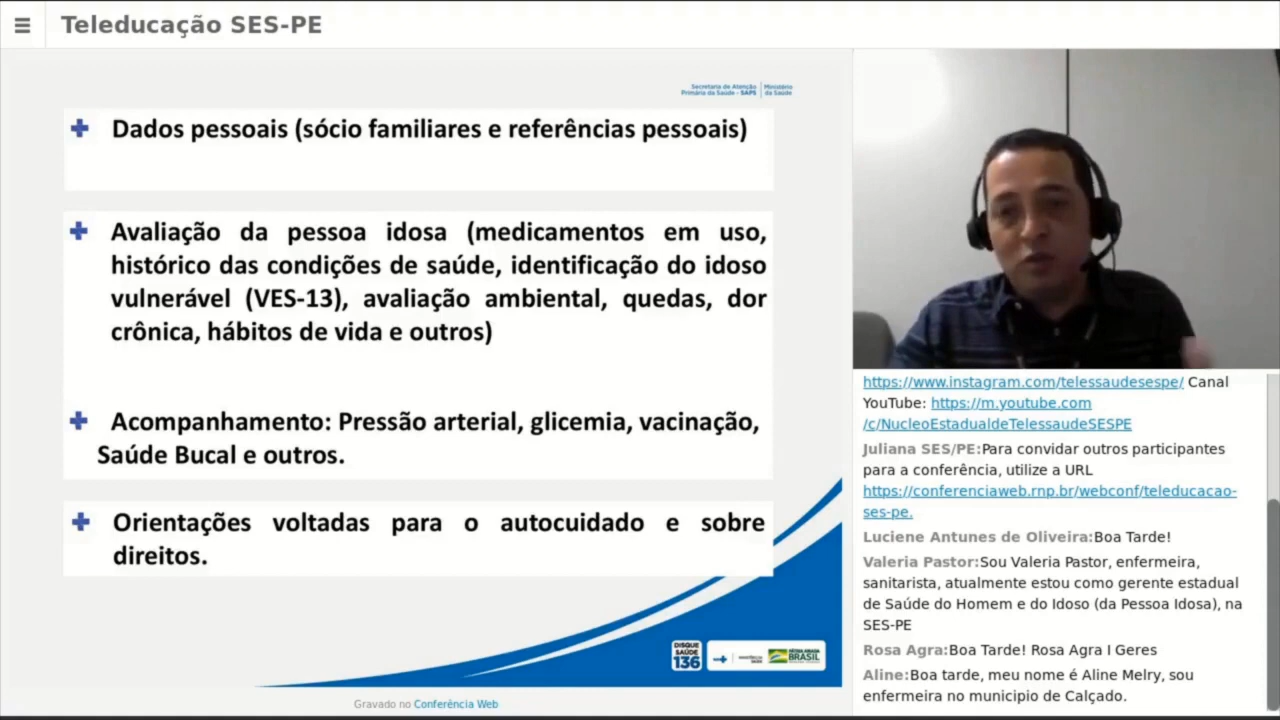 Teleducação SES-PE
Secretaria de Atenção
Primária da Saúde - SAPS
Ministério
da Saúde
Dados pessoais (sócio familiares e referências pessoais)
Avaliação da pessoa idosa (medicamentos em uso,
histórico das condições de saúde, identificação do idoso
vulnerável (VES-13), avaliação ambiental, quedas, dor
crônica, hábitos de vida e outros)
Acompanhamento: Pressão arterial, glicemia, vacinação,
Saúde Bucal e outros.
Orientações voltadas para o autocuidado e sobre
direitos.
DISQUE
SAÚDE
136
PÁTRIA AMADA
BRASIL
Gravado no Conferência Web
https://www.instagram.com/telessaudesespe/ Canal
YouTube: https://m.youtube.com
/c/NucleoEstadualdeTelessaudeSESPE
Juliana SES/PE:Para convidar outros participantes
para a conferência, utilize a URL
https://conferenciaweb.rnp.br/webconf/teleducacao-
ses-pe.
Luciene Antunes de Oliveira:Boa Tarde!
Valeria Pastor:Sou Valeria Pastor, enfermeira,
sanitarista, atualmente estou como gerente estadual
de Saúde do Homem e do Idoso (da Pessoa Idosa), na
SES-PE
Rosa Agra:Boa Tarde! Rosa Agra I Geres
Aline:Boa tarde, meu nome é Aline Melry, sou
enfermeira no municipio de Calçado.